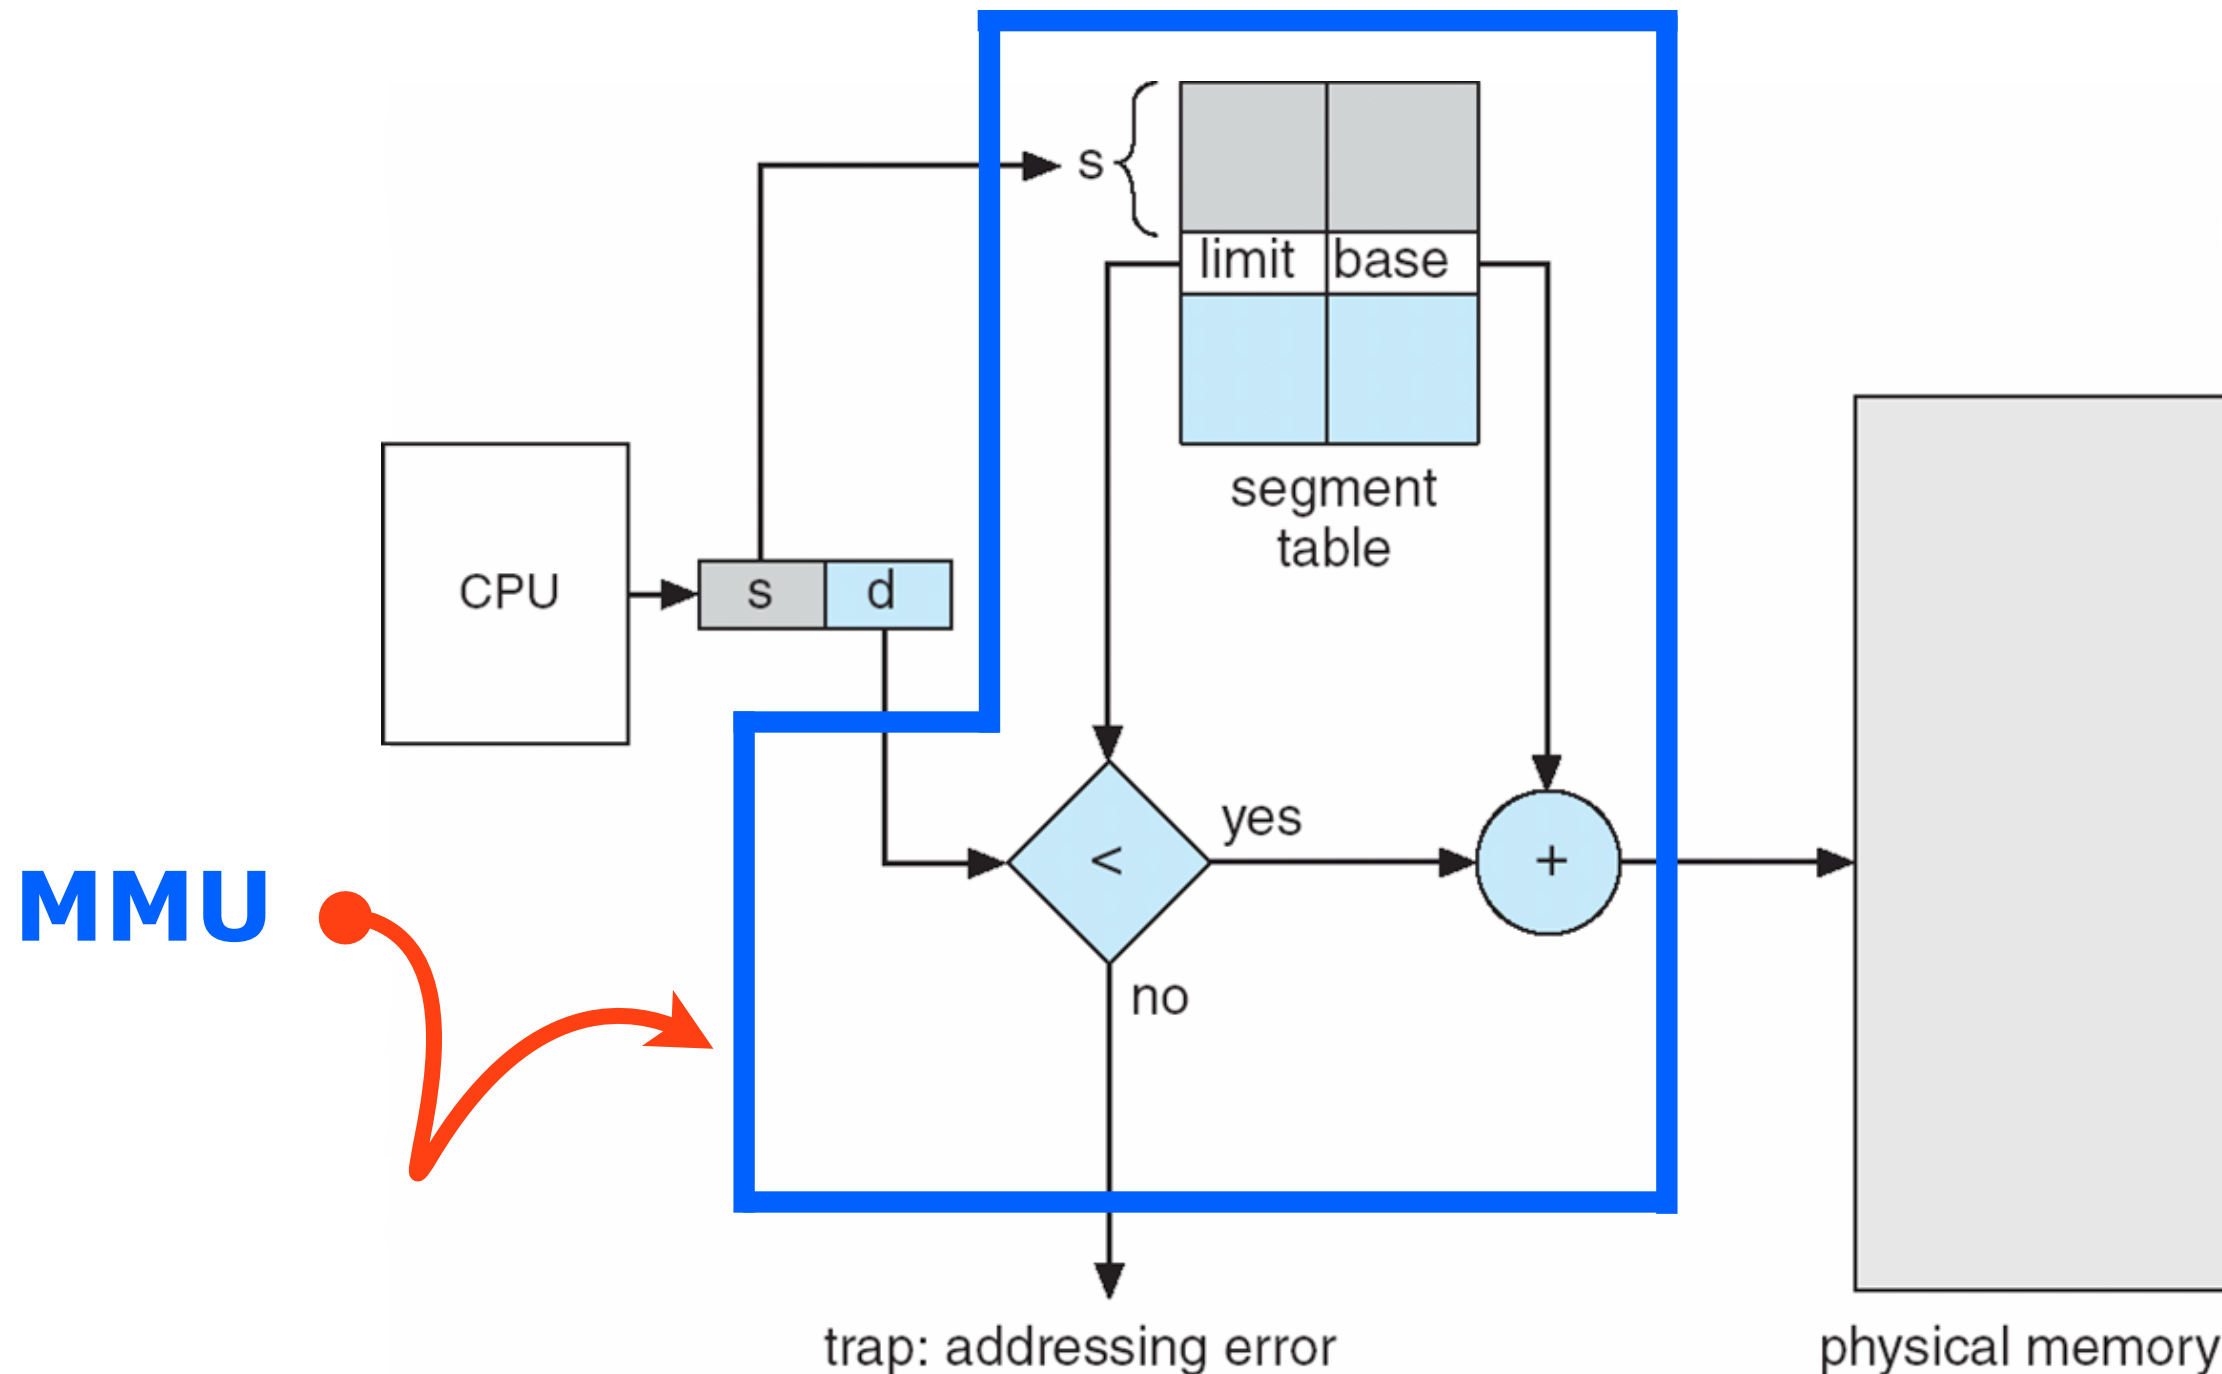 s
limit base
segment
table
CPU
s d
yes
<
+
MMU
no
trap: addressing error
physical memory